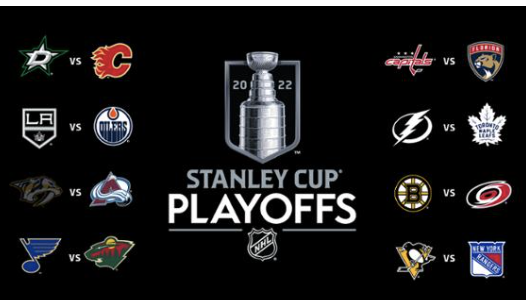 VS
VS
VS
VS
20 22
STANLEY CUP
PLAYOFFS
NHL
capitals
VS
FLORIDA
VS
TORONTO
MAPLE
LEAFS
VS
VS
NEW YORK
RANGERS
LA
OILERS
B